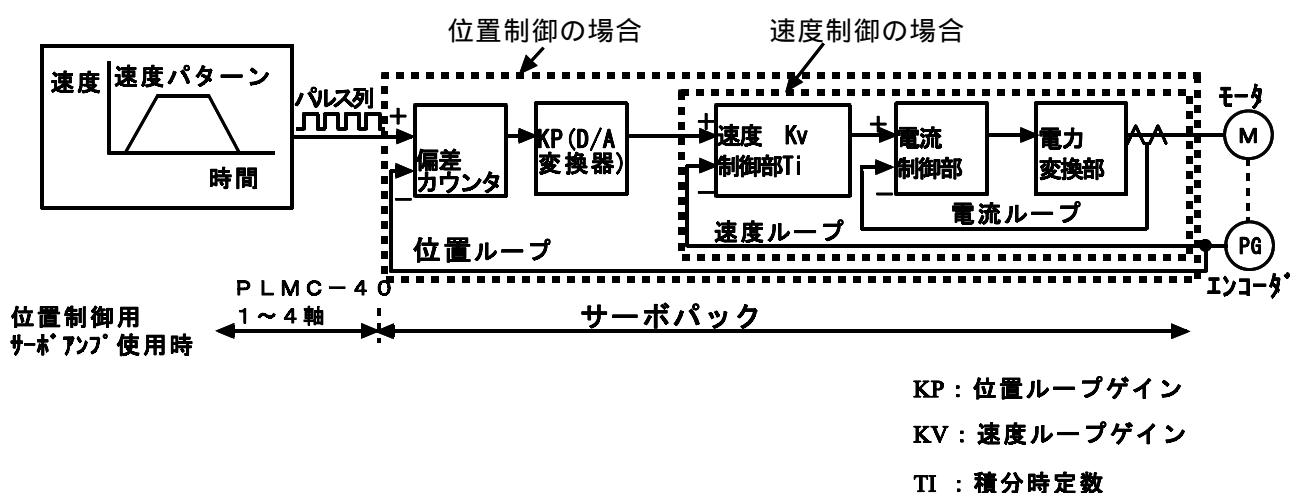 位置制御の場合
速度制御の場合
速度
速度パターン
時間
パルス列
+
−
偏差
カウンタ
KP(D/A
変換器)
+
−
速度 Kv
制御部Ti
+
−
電流
制御部
電力
変換部
モータ
M
電流ループ
速度ループ
位置ループ
PG
エンコーダ
PLMC−40
1~4軸
位置制御用
サーボアンプ使用時
サーボパック
KP:位置ループゲイン
KV:速度ループゲイン
TI:積分時定数